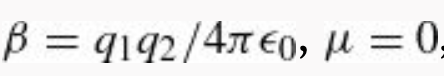 β = q₁q₂/4πϵ₀, μ = 0,